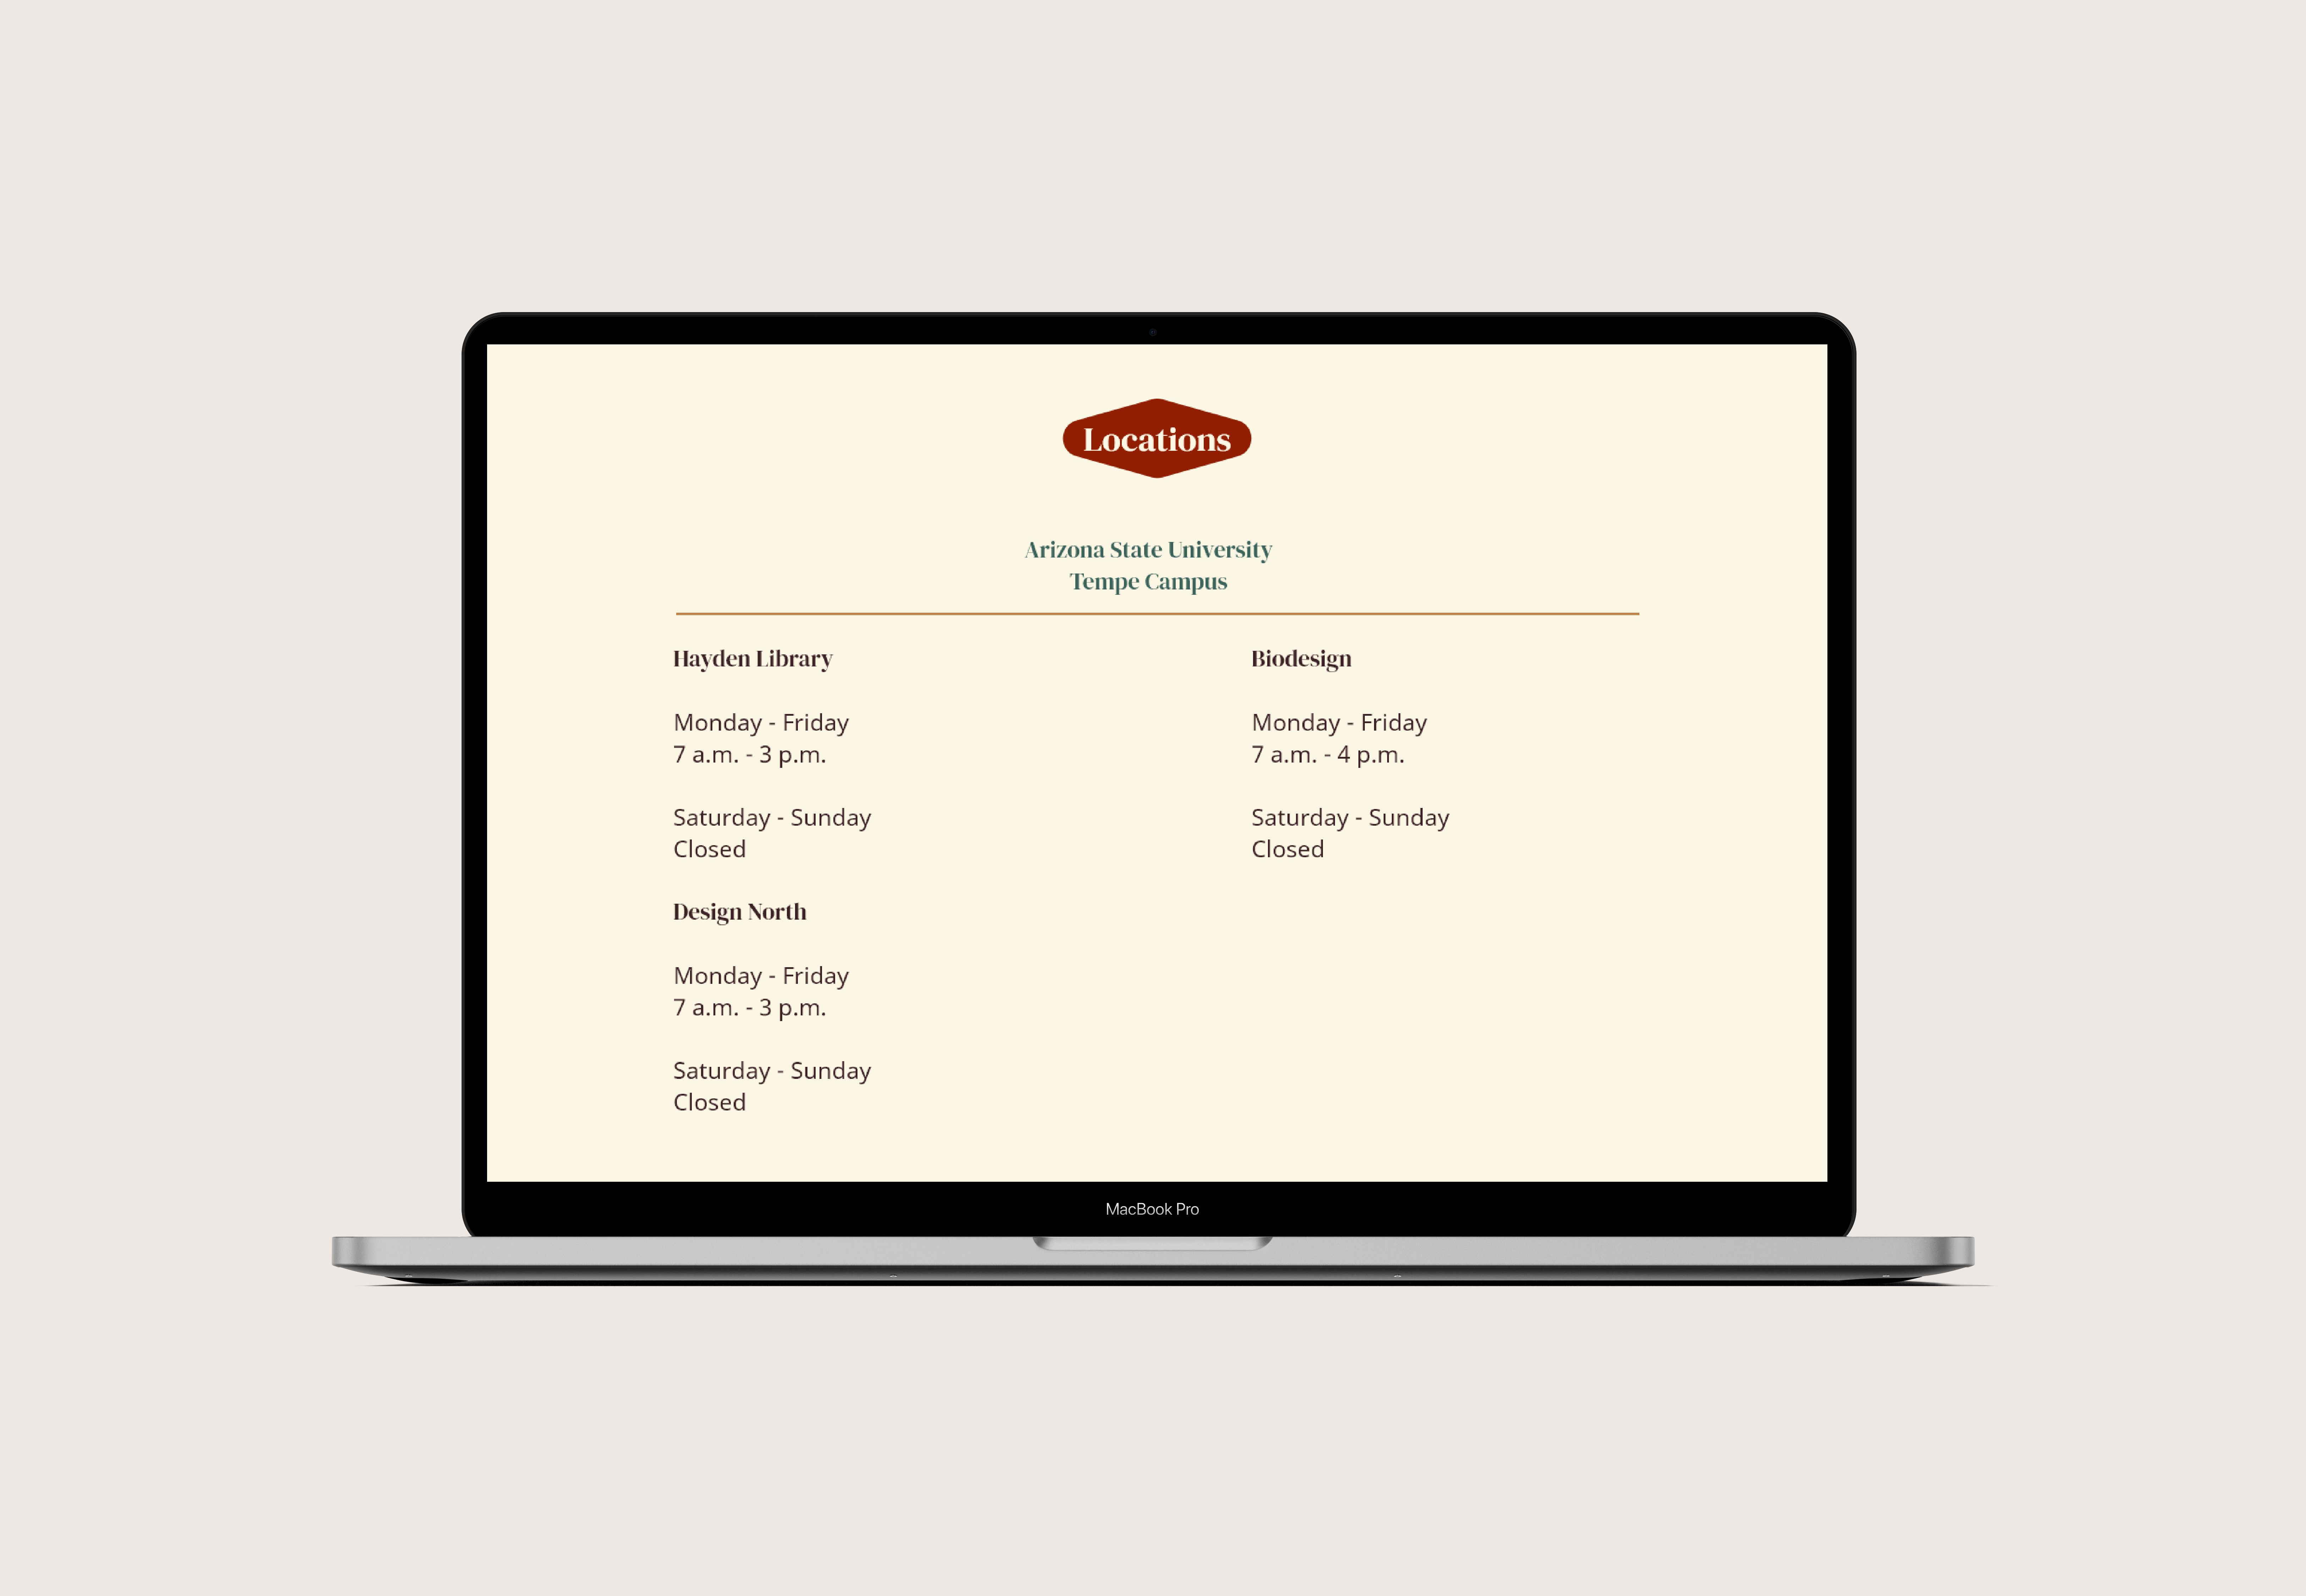 Locations
Arizona State University
Tempe Campus
Hayden Library
Monday - Friday
7 a.m. - 3 p.m.
Saturday - Sunday
Closed
Design North
Monday - Friday
7 a.m. - 3 p.m.
Saturday - Sunday
Closed
Biodesign
Monday - Friday
7 a.m. - 4 p.m.
Saturday - Sunday
Closed
MacBook Pro